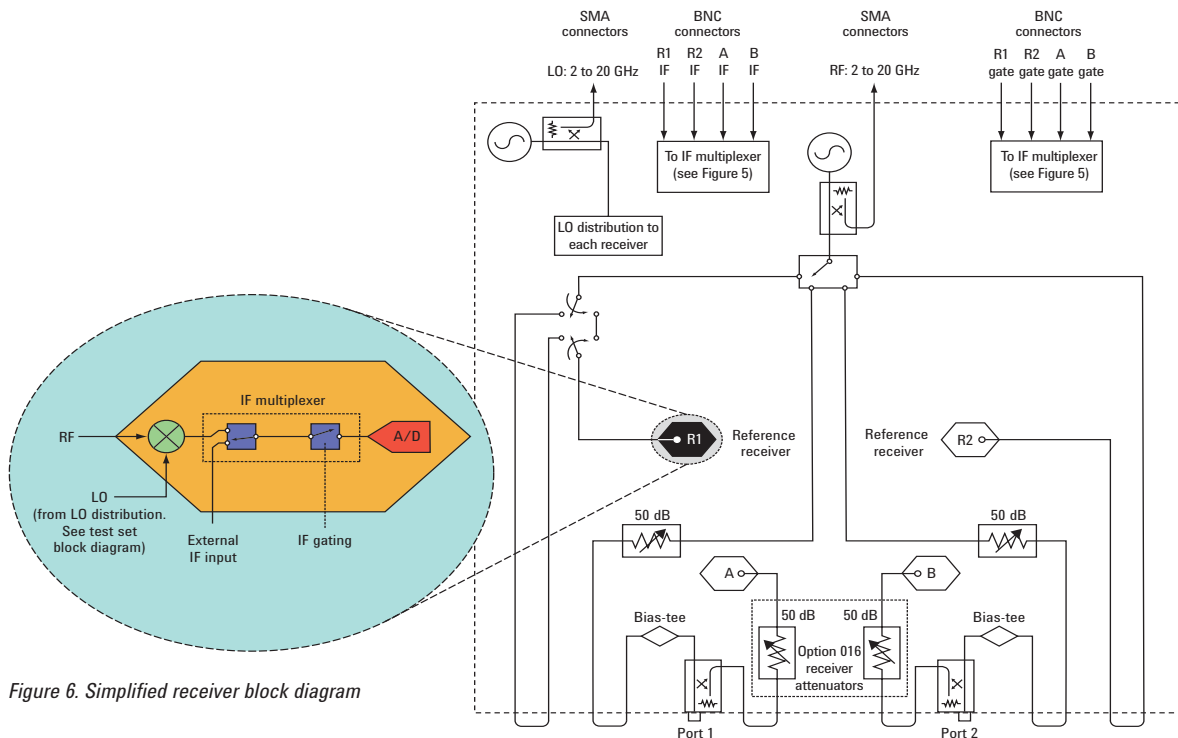 SMA
connectors
BNC
connectors
SMA
connectors
BNC
connectors
LO: 2 to 20 GHz
R1
IF
R2
IF
A
IF
B
IF
RF: 2 to 20 GHz
R1
gate
R2
gate
A
gate
B
gate
To IF multiplexer
(see Figure 5)
To IF multiplexer
(see Figure 5)
LO distribution to
each receiver
IF multiplexer
RF
A/D
LO
(from LO distribution.
See test set
block diagram)
External
IF input
IF gating
R1
Reference
receiver
Reference
receiver
R2
50 dB
50 dB
A
B
50 dB
50 dB
Bias-tee
Option 016
receiver
attenuators
Bias-tee
Port 1
Port 2
Figure 6. Simplified receiver block diagram